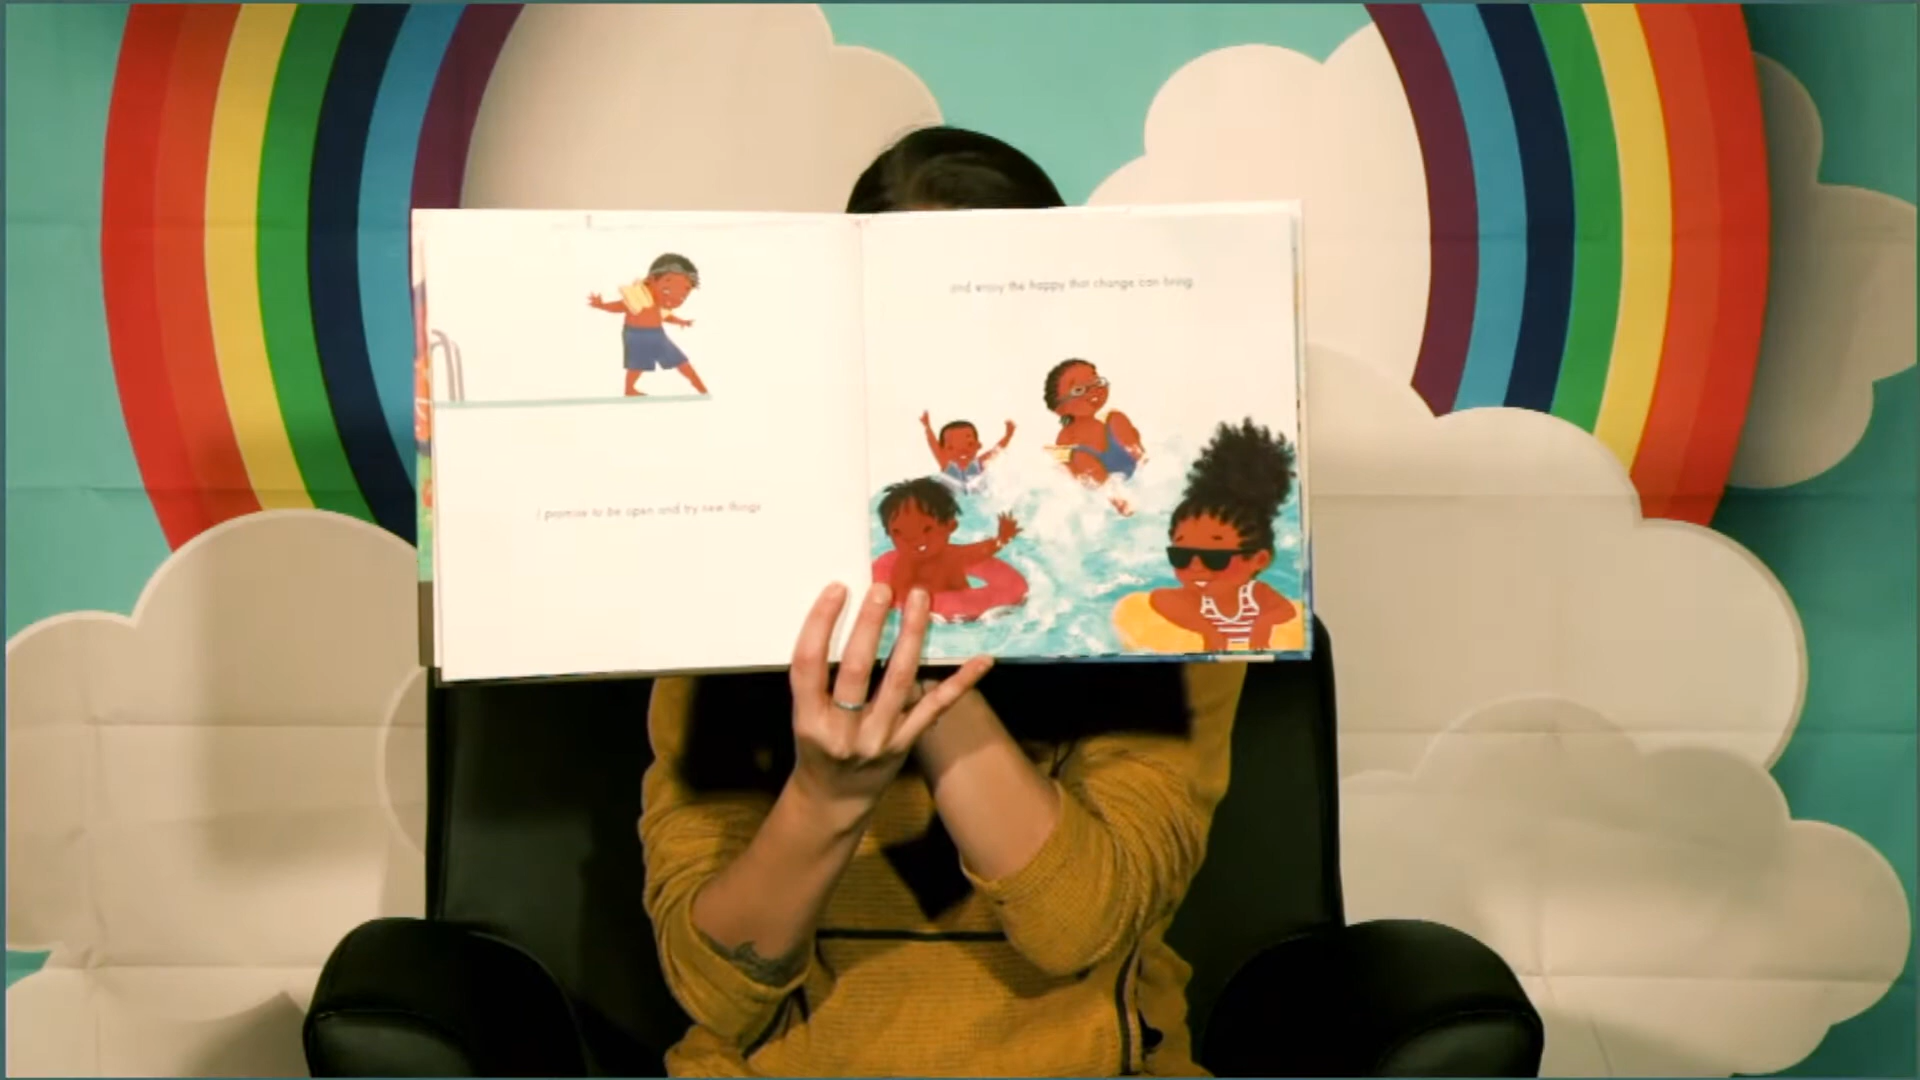 I promise to be open and try new things
and enjoy the happy that change can bring.